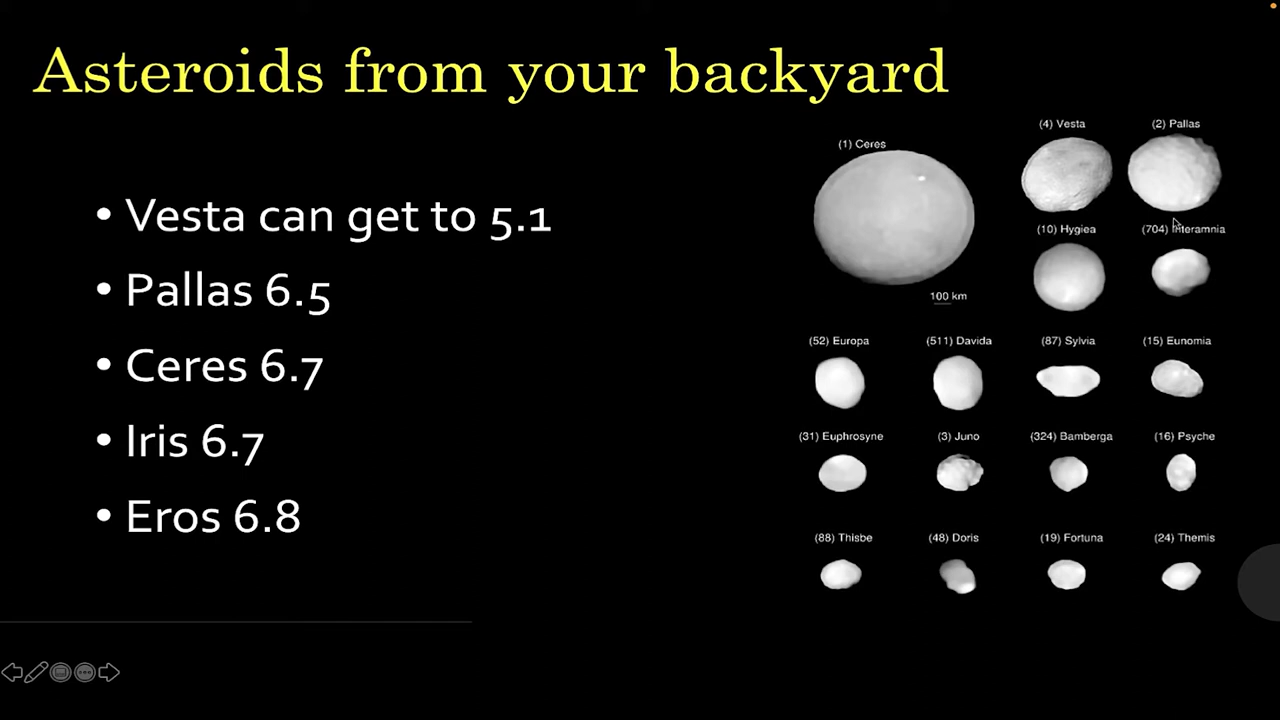 Asteroids from your backyard
• Vesta can get to 5.1
• Pallas 6.5
• Ceres 6.7
• Iris 6.7
• Eros 6.8
(1) Ceres
(4) Vesta
(2) Pallas
(10) Hygiea
(704) Interamnia
100 km
(52) Europa
(511) Davida
(87) Sylvia
(15) Eunomia
(31) Euphrosyne
(3) Juno
(324) Bamberga
(16) Psyche
(88) Thisbe
(48) Doris
(19) Fortuna
(24) Themis